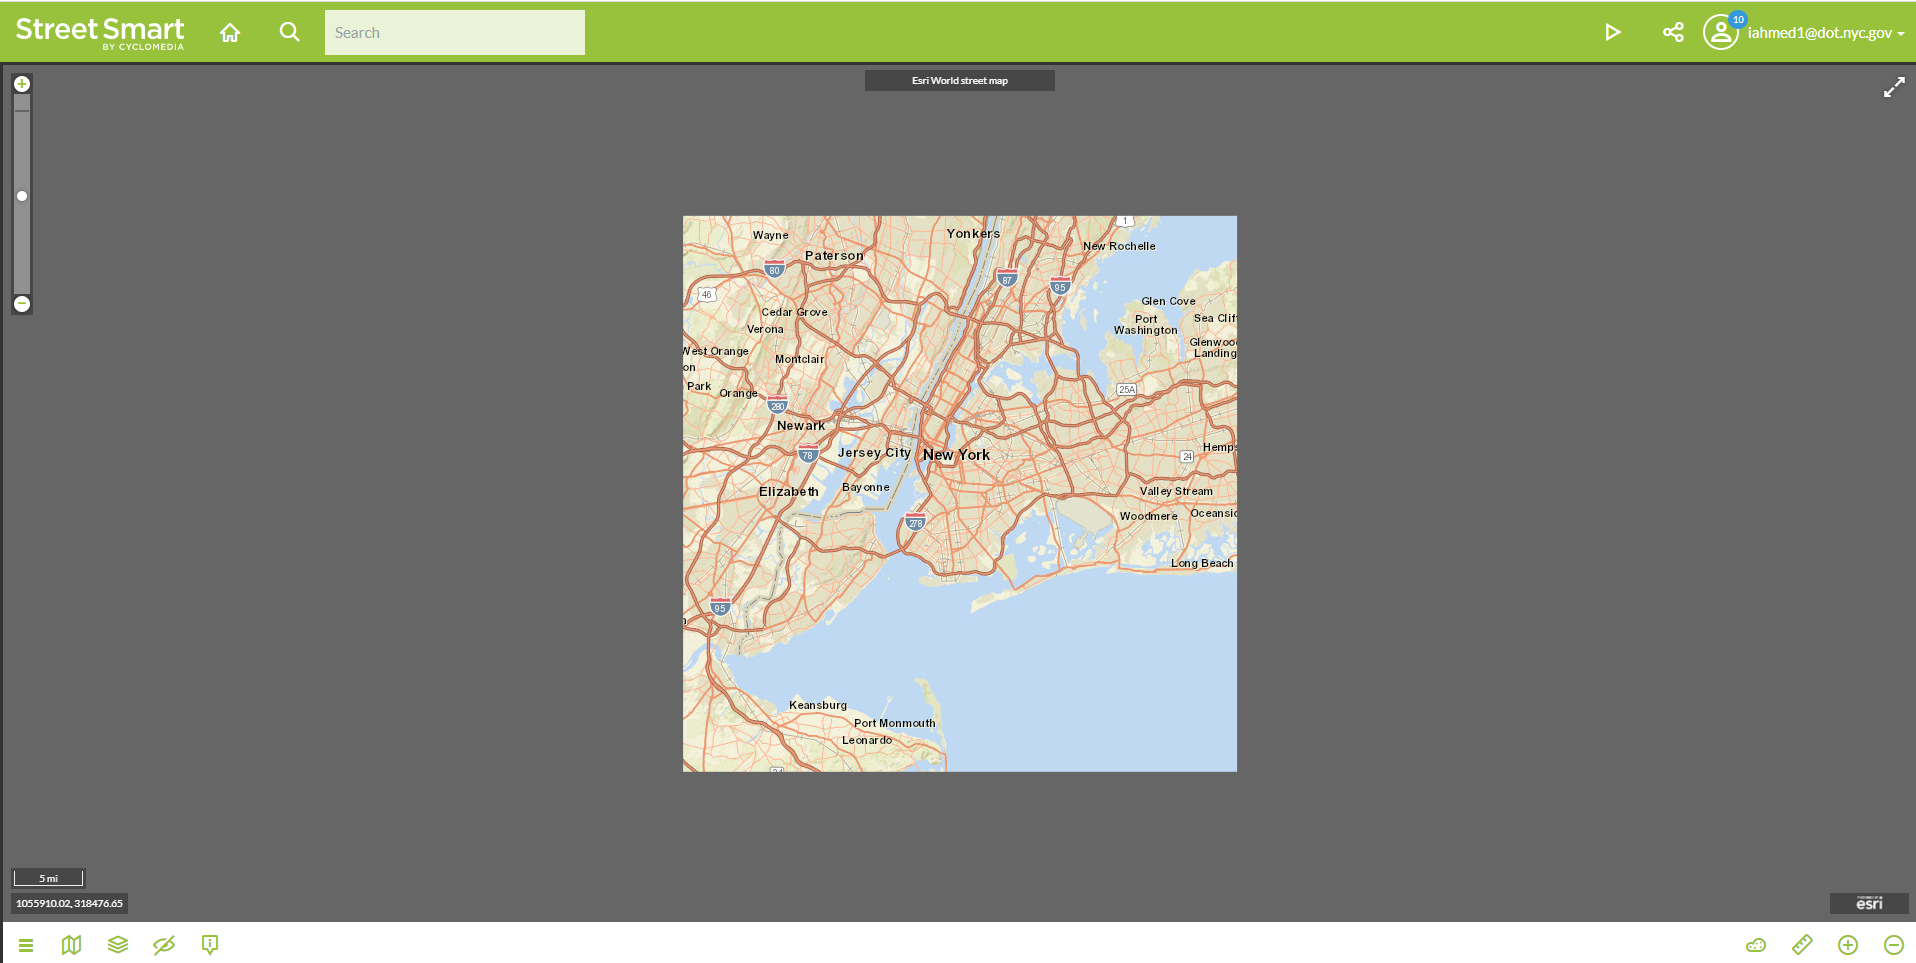 Street Smart
BY CYCLOMEDIA
Search
10
iahmed1@dot.nyc.gov
Esri World street map
1
Wayne
Yonkers
New Rochelle
Paterson
80
87
95
46
Glen Cove
Cedar Grove
Port
Washington
Sea Clif
Verona
Glenwoo
Landing
West Orange
Montclair
on
Park
Orange
25A
280
Newark
Hemps
78
Jersey City
New York
24
Elizabeth
Bayonne
Valley Stream
Woodmere
Oceansid
278
Long Beach
95
Keansburg
Port Monmouth
Leonardo
5 mi
1055910.02, 318476.65
esri